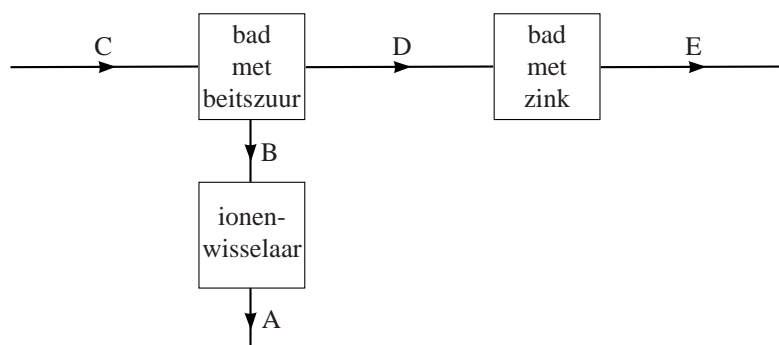 C
bad
met
beitszuur
D
bad
met
zink
E
B
ionen-
wisselaar
A